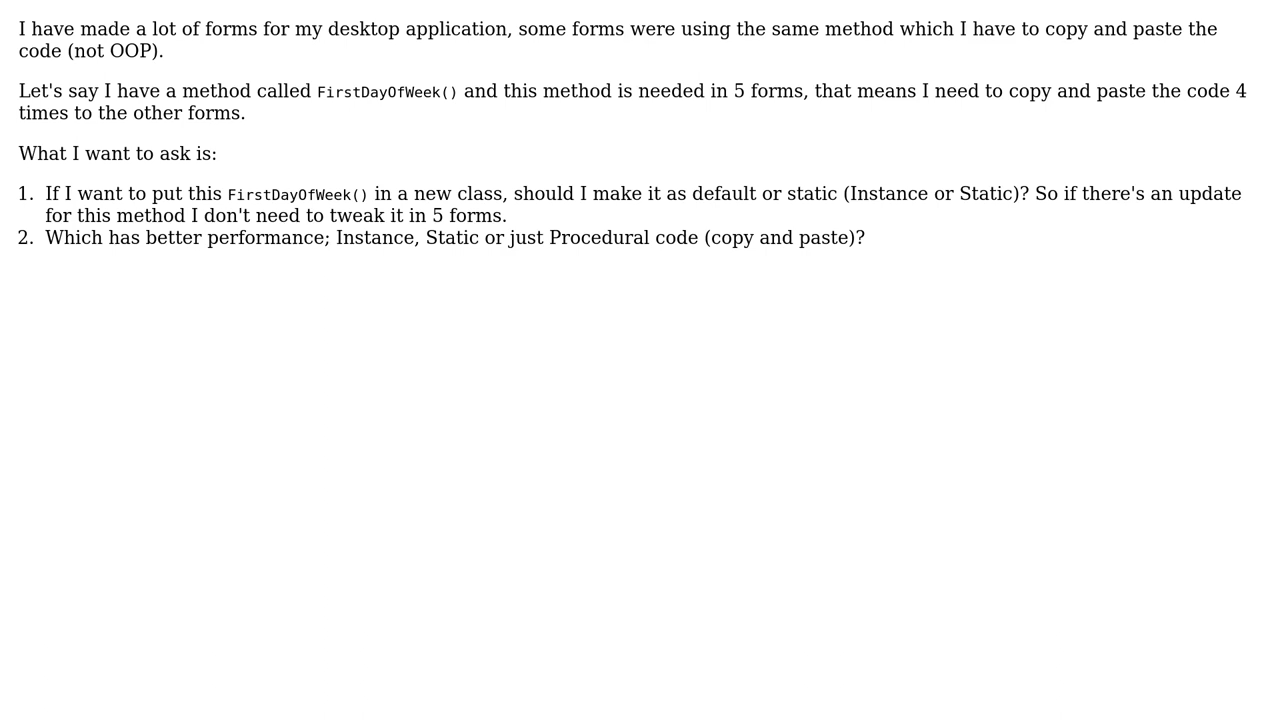 I have made a lot of forms for my desktop application, some forms were using the same method which I have to copy and paste the
code (not OOP).
Let's say I have a method called FirstDayOfWeek() and this method is needed in 5 forms, that means I need to copy and paste the code 4
times to the other forms.
What I want to ask is:
1. If I want to put this FirstDayOfWeek() in a new class, should I make it as default or static (Instance or Static)? So if there's an update
for this method I don't need to tweak it in 5 forms.
2. Which has better performance; Instance, Static or just Procedural code (copy and paste)?